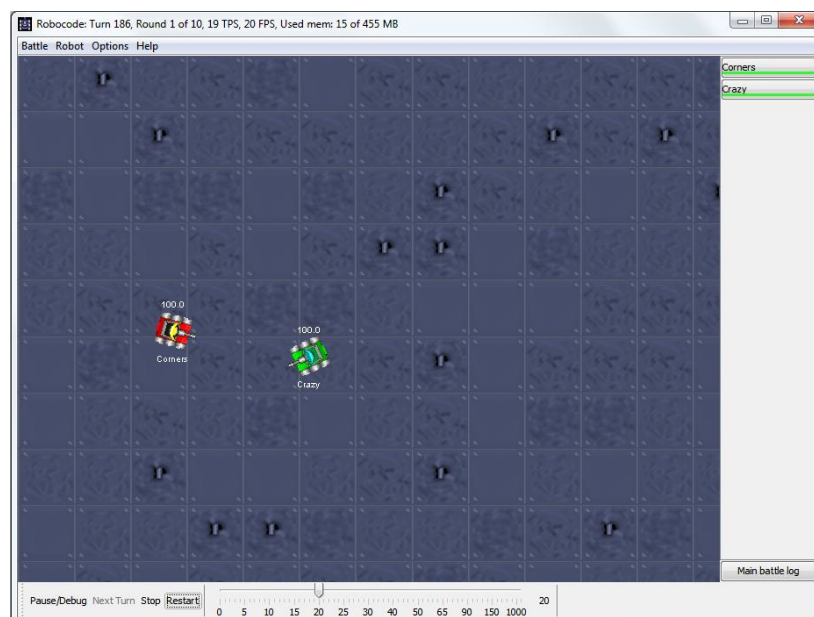 Robocode: Turn 186, Round 1 of 10, 19 TPS, 20 FPS, Used mem: 15 of 455 MB
Battle Robot Options Help
Corners
Crazy
100.0
Corners
100.0
Crazy
Main battle log
Pause/Debug Next Turn Stop Restart
0 5 10 15 20 25 30 40 50 65 90 150 1000
20